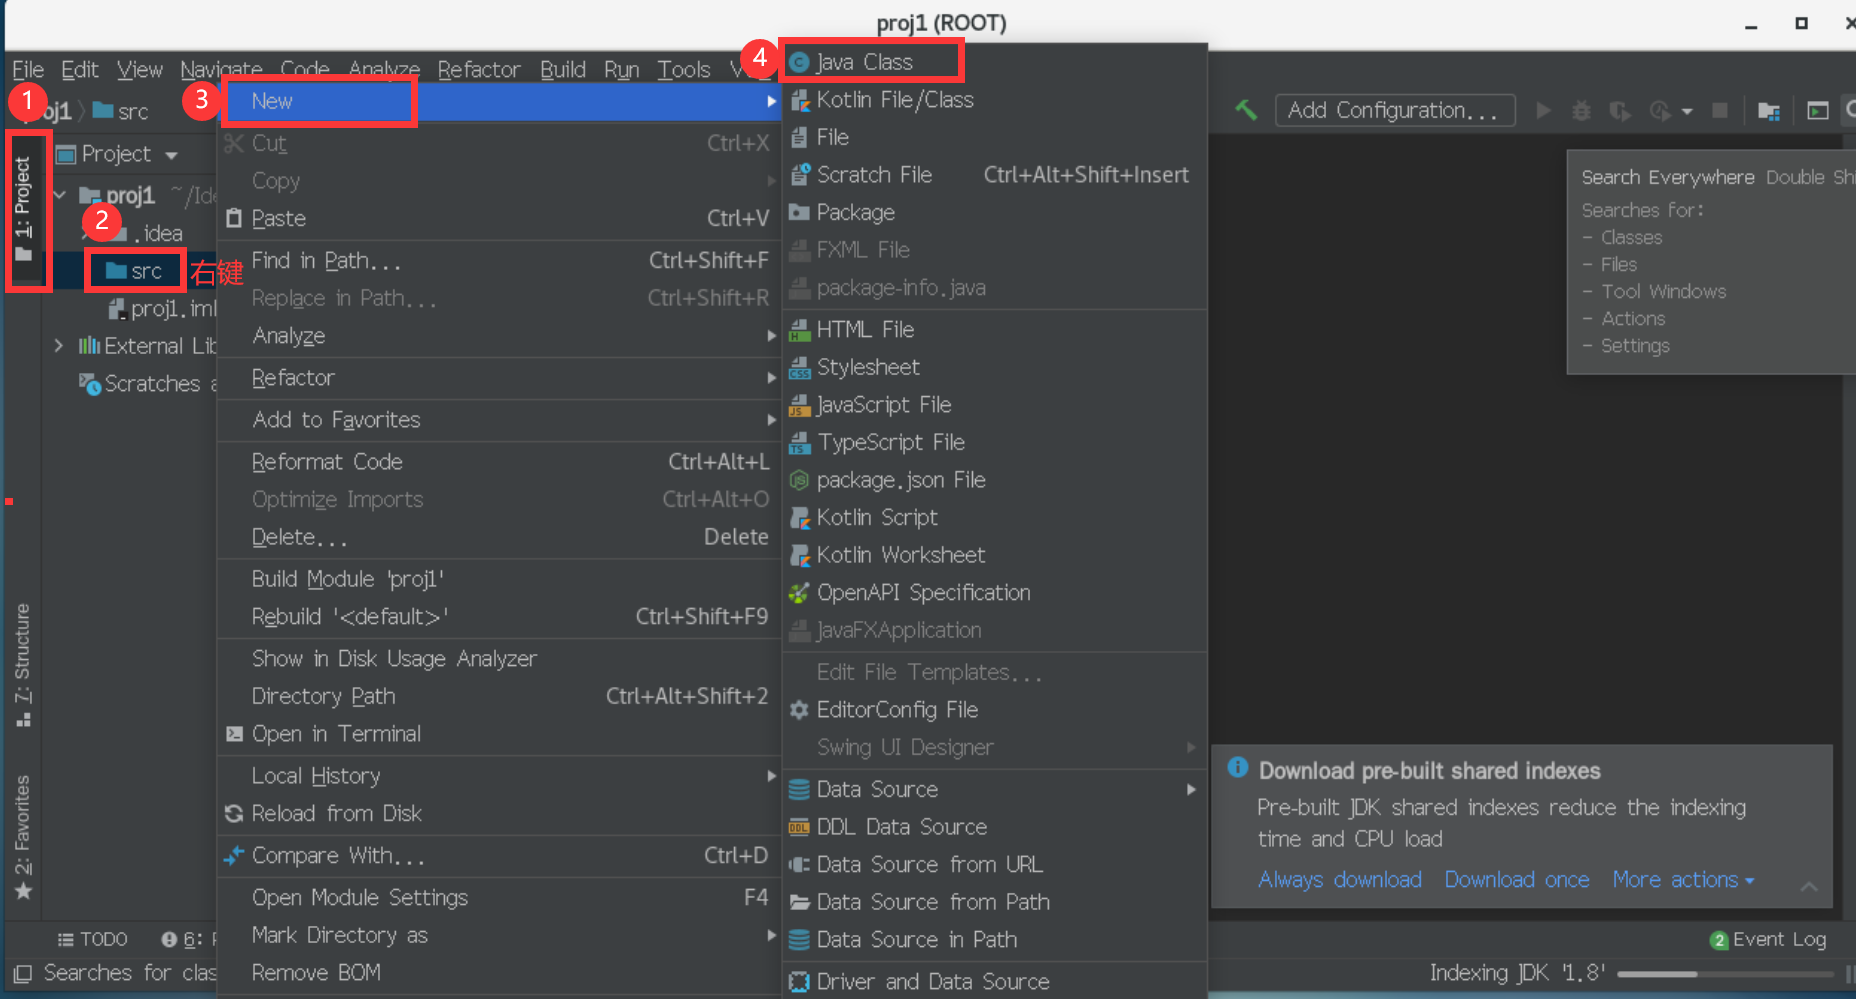 proj1 (ROOT)
File Edit View Navigate Code Analyze Refactor Build Run Tools
1
proj1 src
Add Configuration...
1: Project
Project
proj1 ~/Ide
2
.idea
src 右键
proj1.iml
External Lib
Scratches a
7: Structure
2: Favorites
3
New
Cut Ctrl+X
Copy
Paste Ctrl+V
Find in Path... Ctrl+Shift+F
Replace in Path... Ctrl+Shift+R
Analyze
Refactor
Add to Favorites
Reformat Code Ctrl+Alt+L
Optimize Imports Ctrl+Alt+O
Delete... Delete
Build Module 'proj1'
Rebuild '<default>' Ctrl+Shift+F9
Show in Disk Usage Analyzer
Directory Path Ctrl+Alt+Shift+2
Open in Terminal
Local History
Reload from Disk
Compare With... Ctrl+D
Open Module Settings F4
Mark Directory as
Remove BOM
4
Java Class
Kotlin File/Class
File
Scratch File Ctrl+Alt+Shift+Insert
Package
FXML File
package-info.java
HTML File
CSS Stylesheet
JS JavaScript File
TS TypeScript File
package.json File
Kotlin Script
Kotlin Worksheet
OpenAPI Specification
JavaFXApplication
Edit File Templates...
EditorConfig File
Swing UI Designer
Data Source
DDL DDL Data Source
Data Source from URL
Data Source from Path
Data Source in Path
Driver and Data Source
Search Everywhere Double Shi
Searches for:
- Classes
- Files
- Tool Windows
- Actions
- Settings
Download pre-built shared indexes
Pre-built JDK shared indexes reduce the indexing
time and CPU load
Always download Download once More actions
TODO 6:
2 Event Log
Searches for clas
Indexing JDK '1.8'